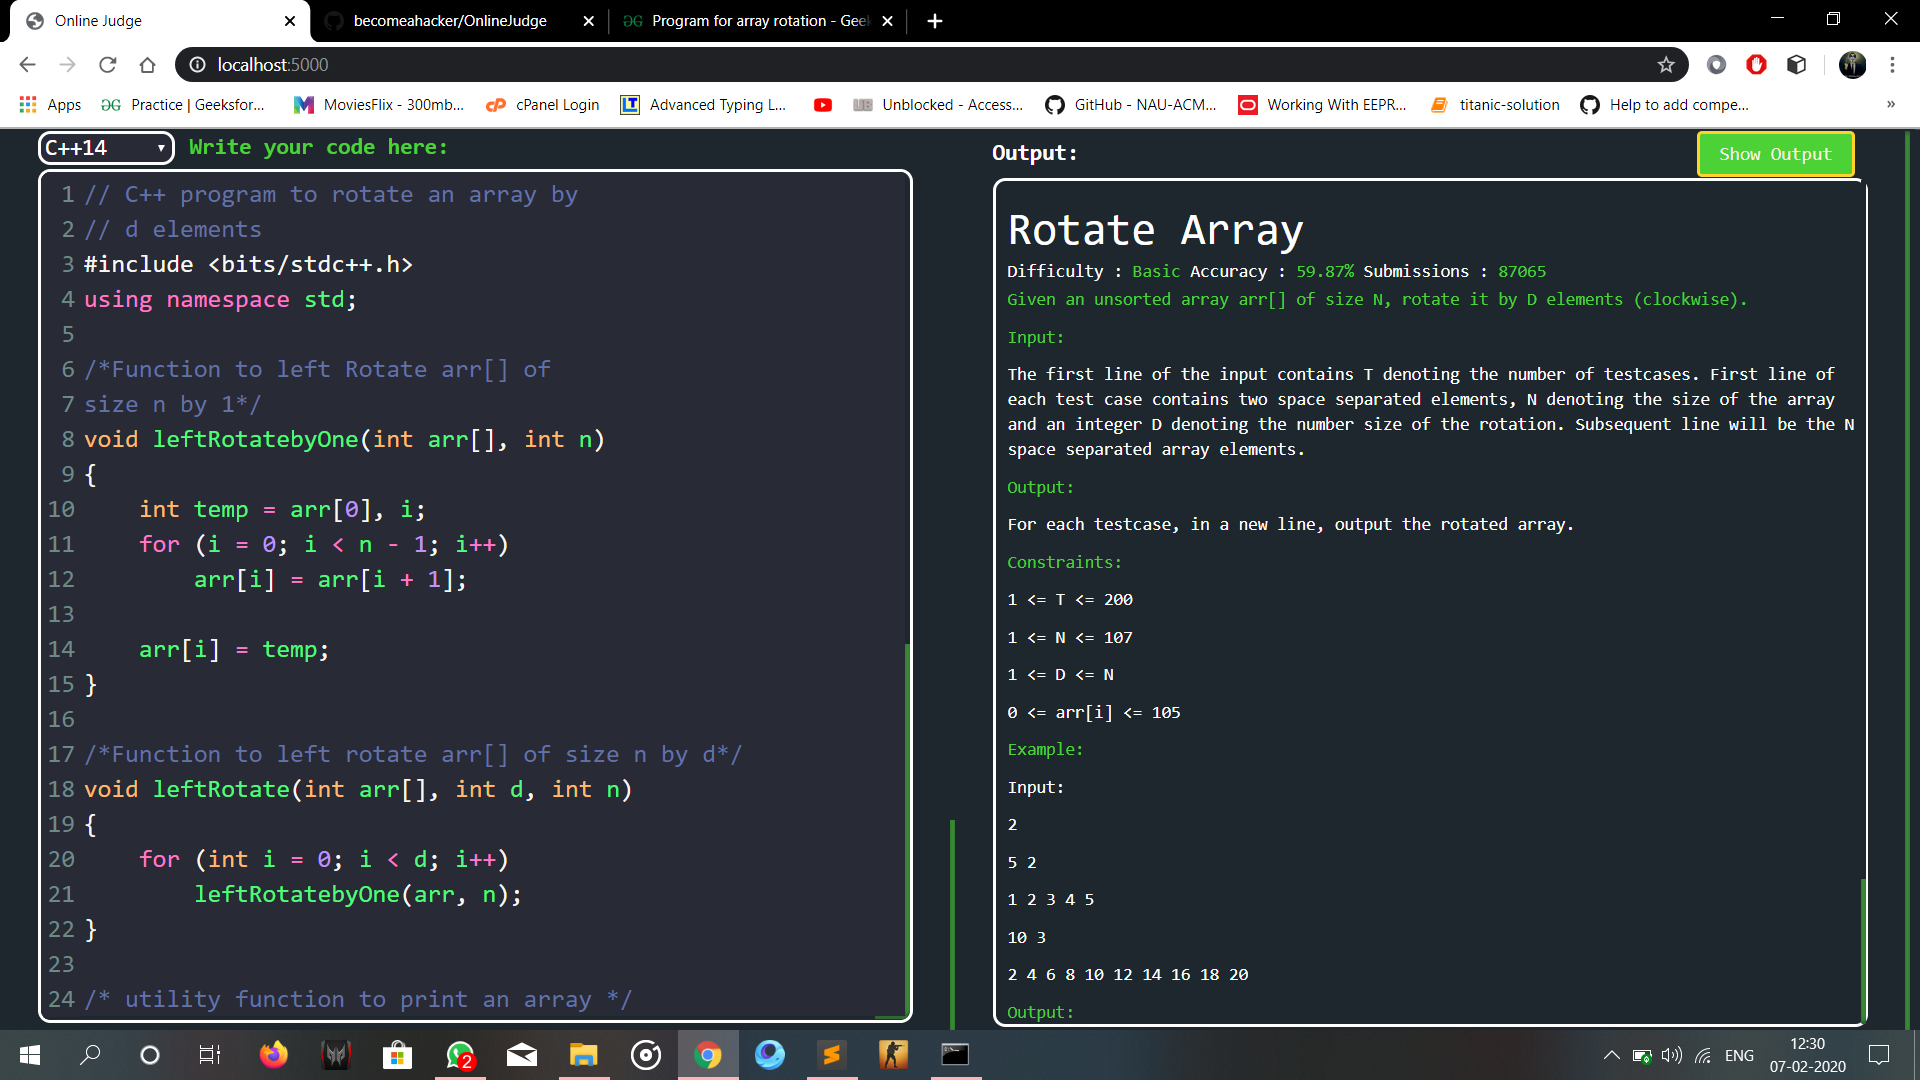 Online Judge
becomeahacker/OnlineJudge
Program for array rotation - Geek
localhost:5000
Apps
Practice | Geeksfor...
MoviesFlix - 300mb...
cPanel Login
Advanced Typing L...
Unblocked - Access...
GitHub - NAU-ACM...
Working With EEPR...
titanic-solution
Help to add compe...
»
C++14
Write your code here:
1 // C++ program to rotate an array by
2 // d elements
3 #include <bits/stdc++.h>
4 using namespace std;
5
6 /*Function to left Rotate arr[] of
7 size n by 1*/
8 void leftRotatebyOne(int arr[], int n)
9 {
10     int temp = arr[0], i;
11     for (i = 0; i < n - 1; i++)
12         arr[i] = arr[i + 1];
13
14     arr[i] = temp;
15 }
16
17 /*Function to left rotate arr[] of size n by d*/
18 void leftRotate(int arr[], int d, int n)
19 {
20     for (int i = 0; i < d; i++)
21         leftRotatebyOne(arr, n);
22 }
23
24 /* utility function to print an array */
Output:
Show Output
Rotate Array
Difficulty : Basic Accuracy : 59.87% Submissions : 87065
Given an unsorted array arr[] of size N, rotate it by D elements (clockwise).
Input:
The first line of the input contains T denoting the number of testcases. First line of
each test case contains two space separated elements, N denoting the size of the array
and an integer D denoting the number size of the rotation. Subsequent line will be the N
space separated array elements.
Output:
For each testcase, in a new line, output the rotated array.
Constraints:
1 <= T <= 200
1 <= N <= 107
1 <= D <= N
0 <= arr[i] <= 105
Example:
Input:
2
5 2
1 2 3 4 5
10 3
2 4 6 8 10 12 14 16 18 20
Output:
2
ENG
12:30
07-02-2020